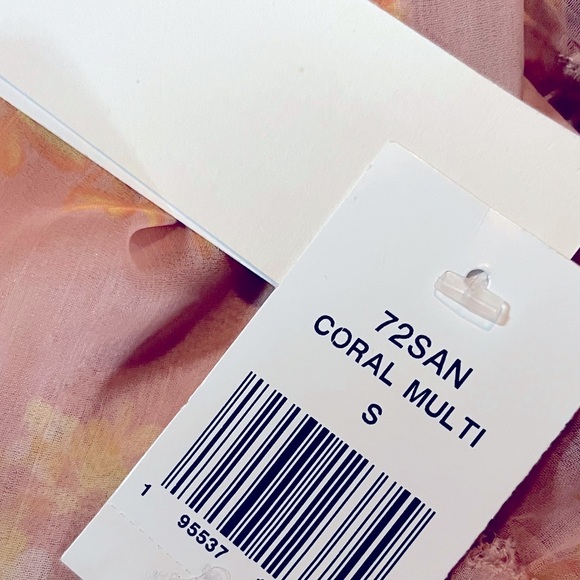 72SAN
CORAL MULTI
S
1 95537